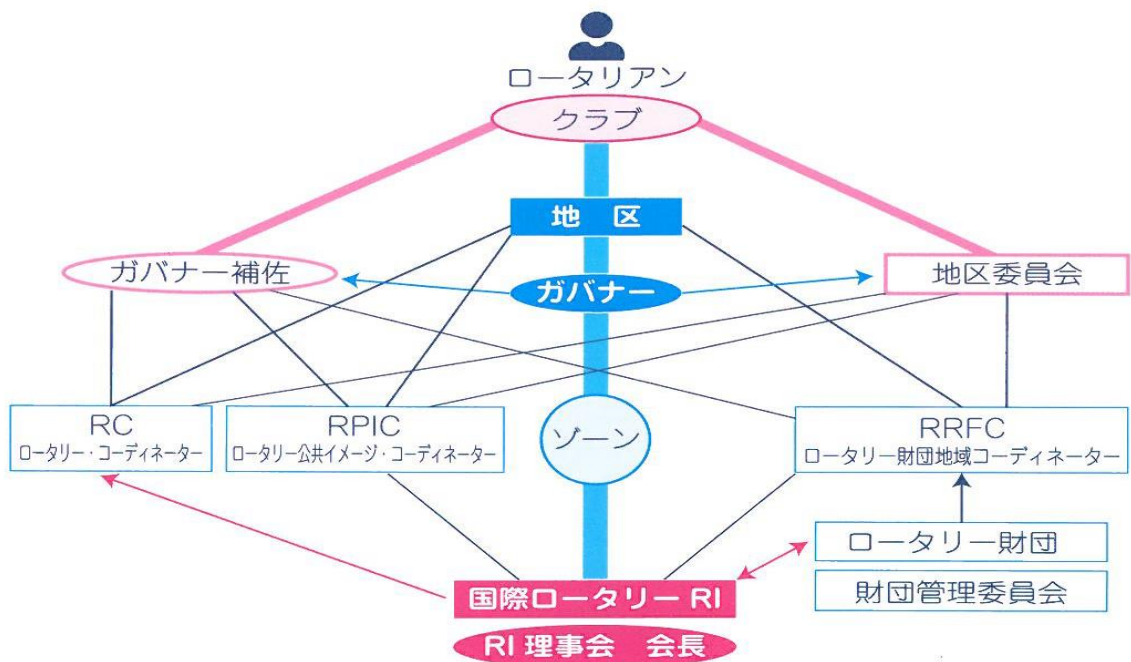 ロータリアン
クラブ
地 区
ガバナー補佐
ガバナー
地区委員会
RC
ロータリー・コーディネーター
RPIC
ロータリー公共イメージ・コーディネーター
ゾーン
RRFC
ロータリー財団地域コーディネーター
ロータリー財団
財団管理委員会
国際ロータリー RI
RI 理事会 会長